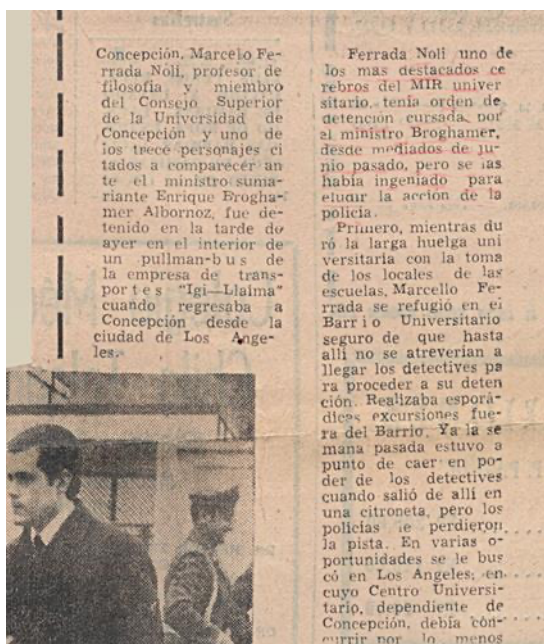 Concepción, Marcelo Fe-
rrada Noli, profesor de
filosofía y miembro
del Consejo Superior
de la Universidad de
Concepción y uno de
los trece personajes ci
tados a comparecer an
te el ministro suma-
riante Enrique Brogha-
mer Albornoz, fue de-
tenido en la tarde de
ayer en el interior de
un pullman-bus de
la empresa de trans-
portes "Igi-Llaima"
cuando regresaba a
Concepción desde la
ciudad de Los Ange-
les.
Ferrada Noli uno de
los mas destacados ce
rebros del MIR univer
sitario, tenía orden de
detención cursada por
el ministro Broghamer,
desde mediados de ju-
nio pasado, pero se las
había ingeniado para
eludir la acción de la
policía.
Primero, mientras du
ró la larga huelga uni
versitaria con la toma
de los locales de las
escuelas, Marcello Fe-
rrada se refugió en el
Barrio Universitario
seguro de que hasta
allí no se atreverían a
llegar los detectives pa
ra proceder a su deten
ción. Realizaba esporá-
dicas excursiones fue-
ra del Barrio. Ya la se
mana pasada estuvo a
punto de caer en po-
der de los detectives
cuando salió de allí en
una citroneta, pero los
policías le perdieron
la pista. En varias o-
portunidades se le bus
có en Los Angeles, en
cuyo Centro Universi-
tario, dependiente de
Concepción, debía con-
currir por lo menos